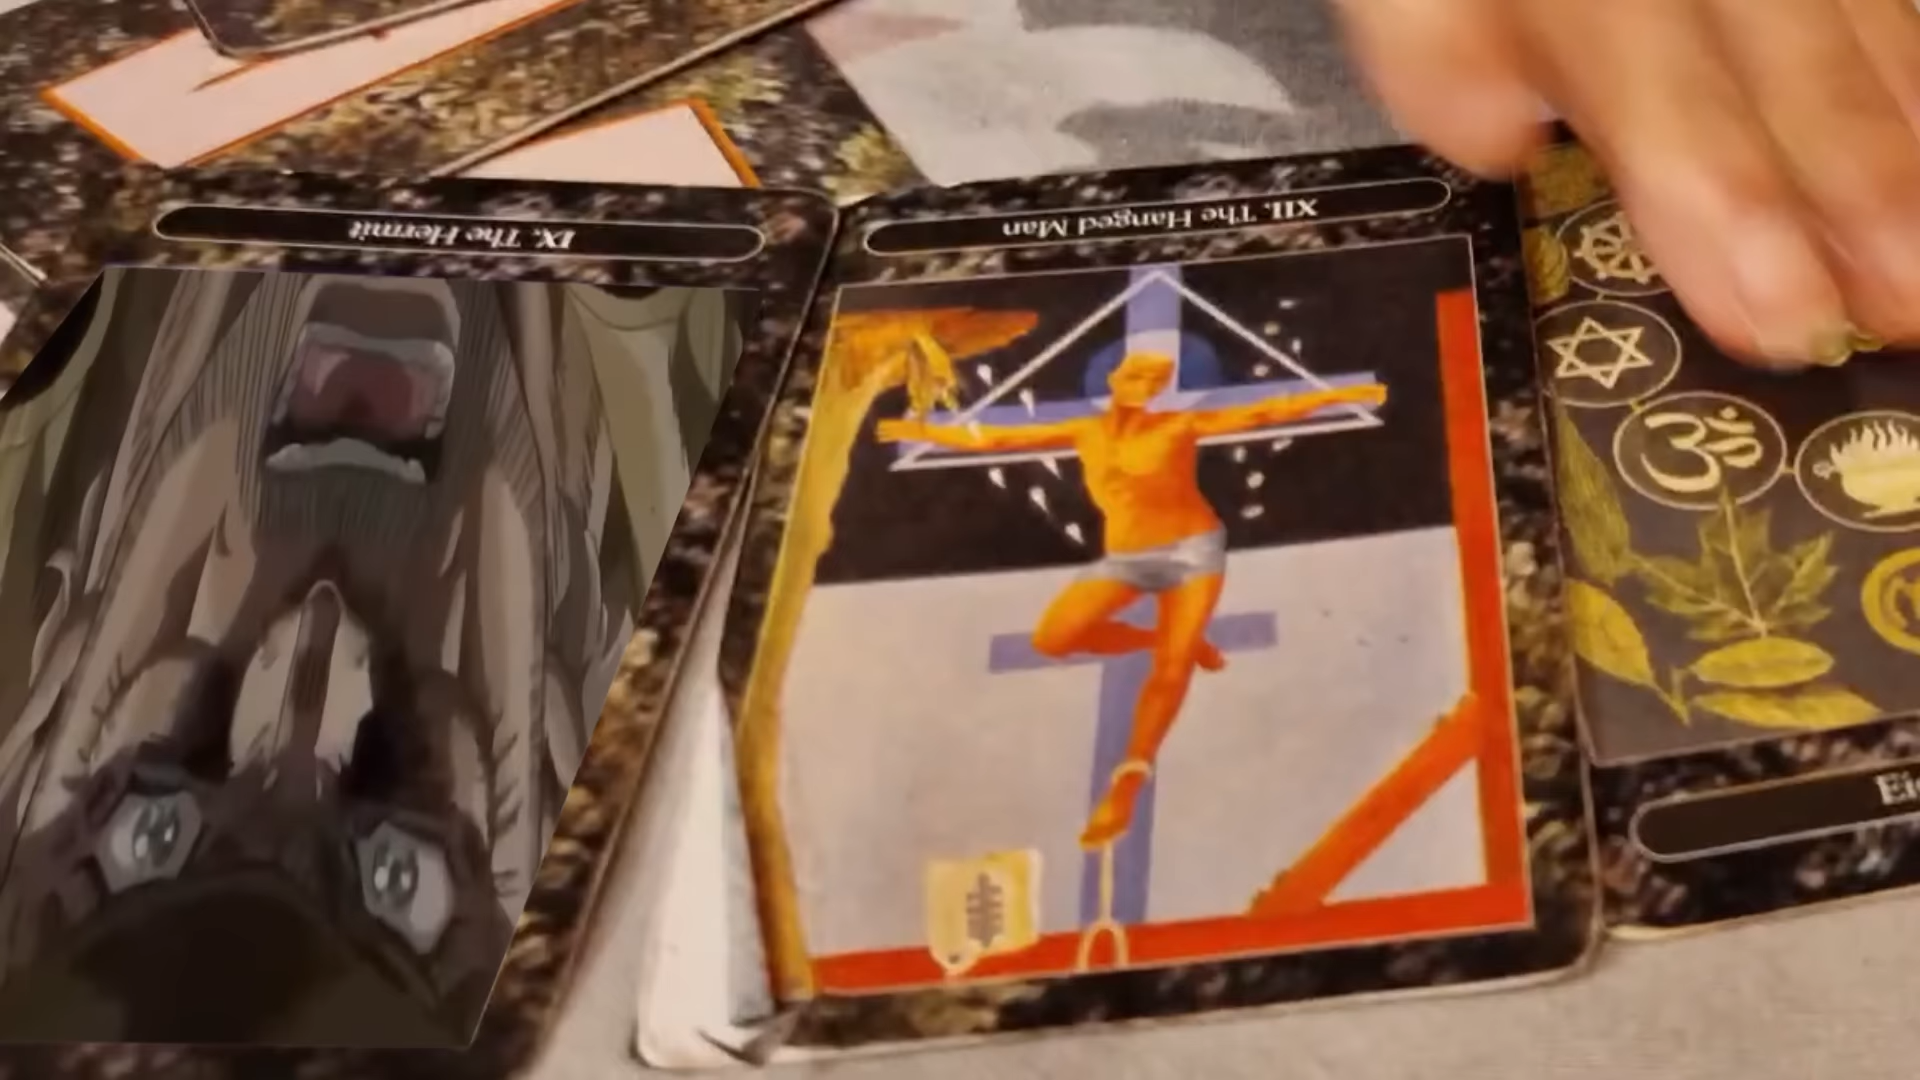 IX. The Hermit
XII. The Hanged Man
ॐ